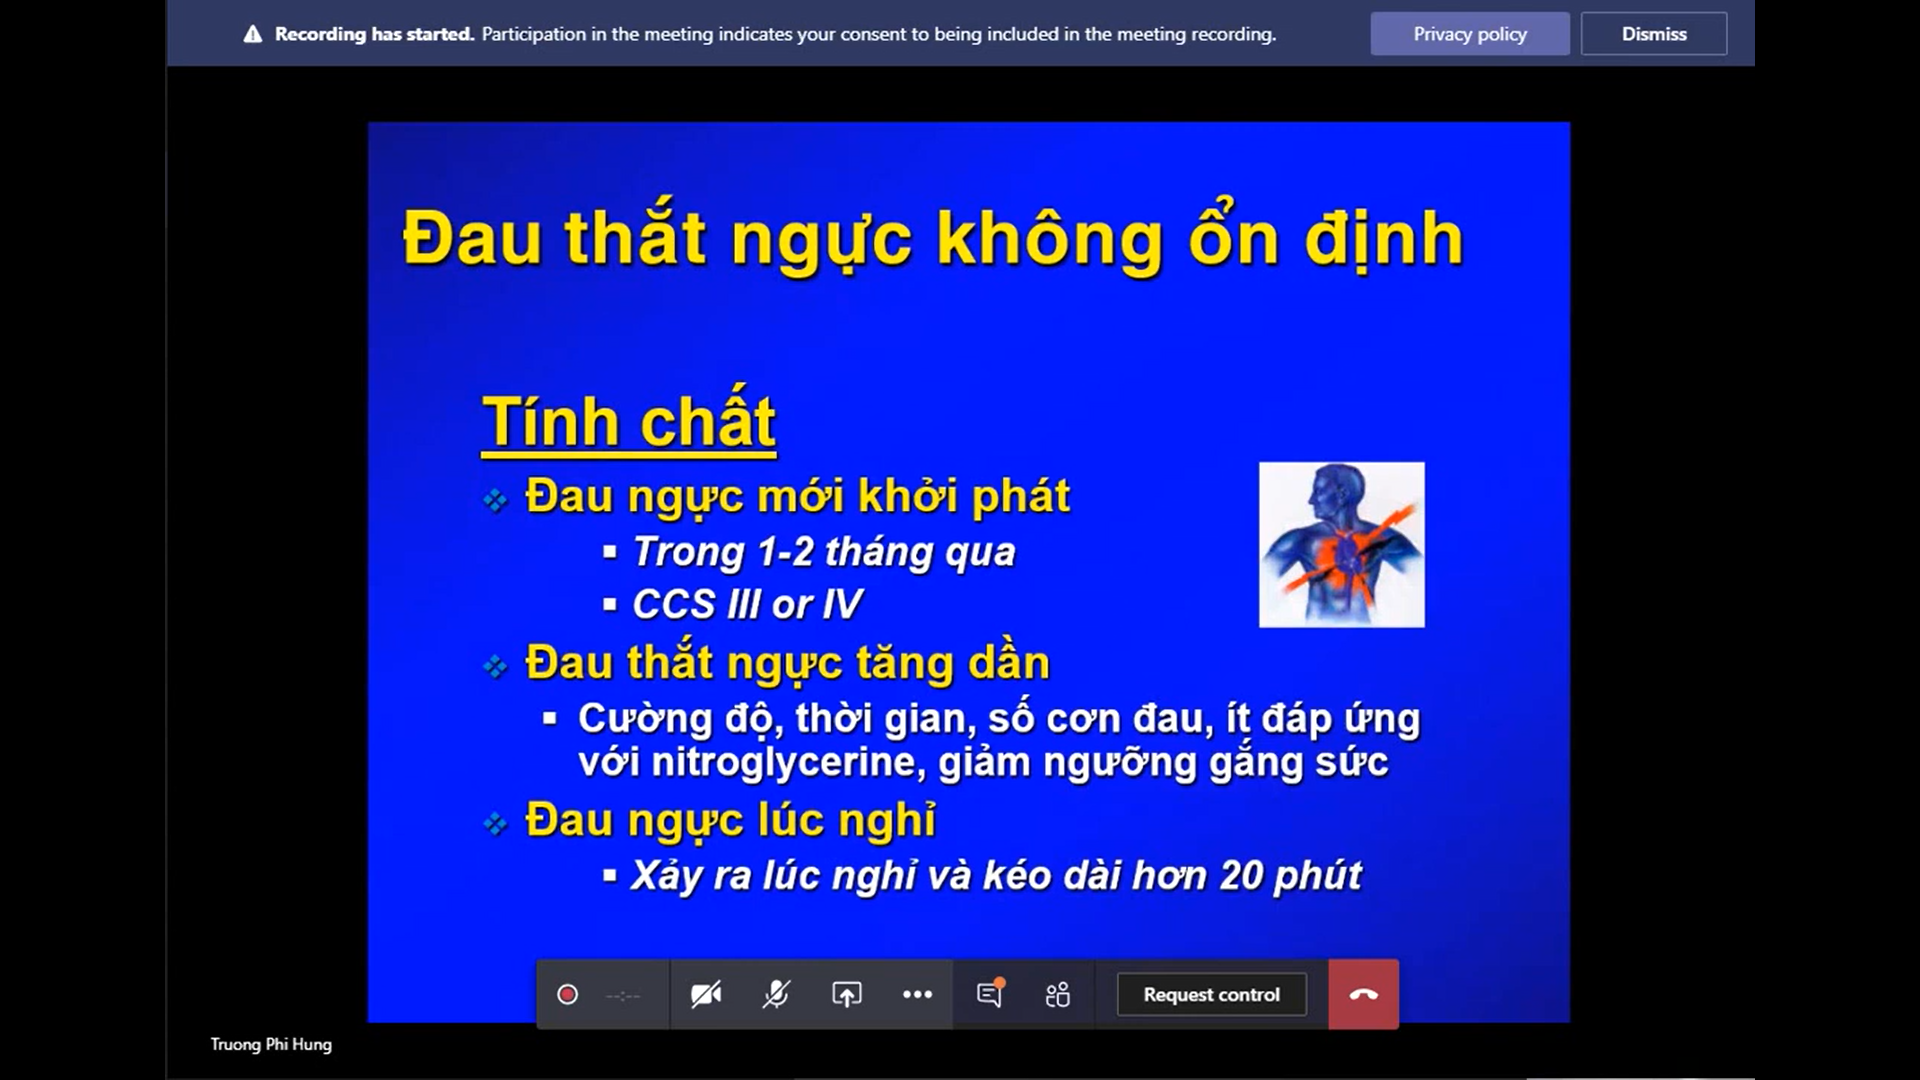 Recording has started. Participation in the meeting indicates your consent to being included in the meeting recording.
Privacy policy
Dismiss
Đau thắt ngực không ổn định
Tính chất
Đau ngực mới khởi phát
Trong 1-2 tháng qua
CCS III or IV
Đau thắt ngực tăng dần
Cường độ, thời gian, số cơn đau, ít đáp ứng
với nitroglycerine, giảm ngưỡng gắng sức
Đau ngực lúc nghỉ
Xảy ra lúc nghỉ và kéo dài hơn 20 phút
--:--
Request control
Truong Phi Hung